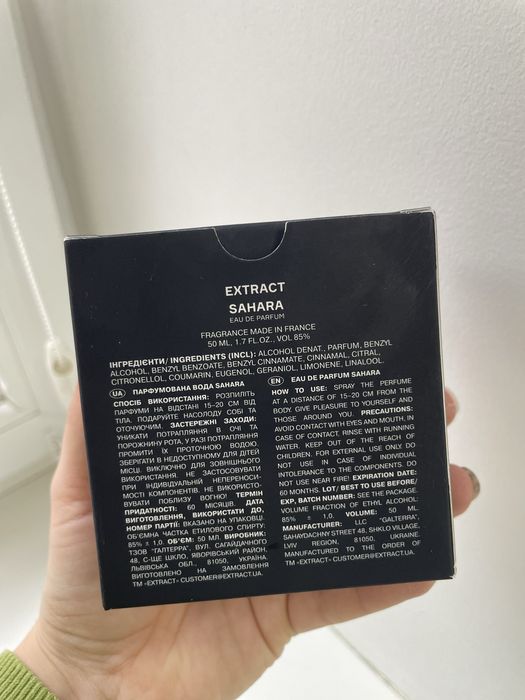 EXTRACT
SAHARA
EAU DE PARFUM
FRAGRANCE MADE IN FRANCE
50 ML, 1.7 FL.OZ., VOL 85%
ІНГРЕДІЄНТИ/ INGREDIENTS (INCL): ALCOHOL DENAT., PARFUM, BENZYL
ALCOHOL, BENZYL BENZOATE, BENZYL CINNAMATE, CINNAMAL, CITRAL,
CITRONELLOL, COUMARIN, EUGENOL, GERANIOL, LIMONENE, LINALOOL.
UA ПАРФУМОВАНА ВОДА SAHARA
СПОСІБ ВИКОРИСТАННЯ: РОЗПИЛІТЬ
ПАРФУМИ НА ВІДСТАНІ 15-20 СМ ВІД
ТІЛА. ПОДАРУЙТЕ НАСОЛОДУ СОБІ ТА
ОТОЧУЮЧИМ. ЗАСТЕРЕЖНІ ЗАХОДИ:
УНИКАТИ ПОТРАПЛЯННЯ В ОЧІ ТА
ПОРОЖНИНУ РОТА, У РАЗІ ПОТРАПЛЯННЯ
ПРОМИТИ ЇХ ПРОТОЧНОЮ ВОДОЮ.
ЗБЕРІГАТИ В НЕДОСТУПНОМУ ДЛЯ ДІТЕЙ
МІСЦІ. ВИКЛЮЧНО ДЛЯ ЗОВНІШНЬОГО
ВИКОРИСТАННЯ. НЕ ЗАСТОСОВУВАТИ
ПРИ ІНДИВІДУАЛЬНІЙ НЕПЕРЕНОСИ-
МОСТІ КОМПОНЕНТІВ. НЕ ВИКОРИСТО-
ВУВАТИ ПОБЛИЗУ ВОГНЮ! ТЕРМІН
ПРИДАТНОСТІ: 60 МІСЯЦІВ. ДАТА
ВИГОТОВЛЕННЯ, ВИКОРИСТАТИ ДО,
НОМЕР ПАРТІЇ: ВКАЗАНО НА УПАКОВЦІ.
ОБ'ЄМНА ЧАСТКА ЕТИЛОВОГО СПИРТУ:
85% ± 1.0. ОБ'ЄМ: 50 МЛ. ВИРОБНИК:
ТЗОВ "ГАЛТЕРРА", ВУЛ. САГАЙДАЧНОГО
48, С-ЩЕ ШКЛО, ЯВОРІВСЬКИЙ РАЙОН,
ЛЬВІВСЬКА ОБЛ., 81050, УКРАЇНА.
ВИГОТОВЛЕНО НА ЗАМОВЛЕННЯ
ТМ «EXTRACT» CUSTOMER@EXTRACT.UA.
EN EAU DE PARFUM SAHARA
HOW TO USE: SPRAY THE PERFUME
AT A DISTANCE OF 15–20 CM FROM THE
BODY. GIVE PLEASURE TO YOURSELF AND
THOSE AROUND YOU. PRECAUTIONS:
AVOID CONTACT WITH EYES AND MOUTH, IN
CASE OF CONTACT, RINSE WITH RUNNING
WATER. KEEP OUT OF THE REACH OF
CHILDREN. FOR EXTERNAL USE ONLY DO
NOT USE IN CASE OF INDIVIDUAL
INTOLERANCE TO THE COMPONENTS. DO
NOT USE NEAR FIRE! EXPIRATION DATE:
60 MONTHS. LOT/ BEST TO USE BEFORE/
EXP, BATCH NUMBER: SEE THE PACKAGE.
VOLUME FRACTION OF ETHYL ALCOHOL:
85% ± 1.0. VOLUME: 50 ML.
MANUFACTURER: LLC "GALTERRA",
SAHAYDACHNY STREET 48, SHKLO VILLAGE,
LVIV REGION, 81050, UKRAINE.
MANUFACTURED TO THE ORDER OF
TM «EXTRACT» CUSTOMER@EXTRACT.UA.